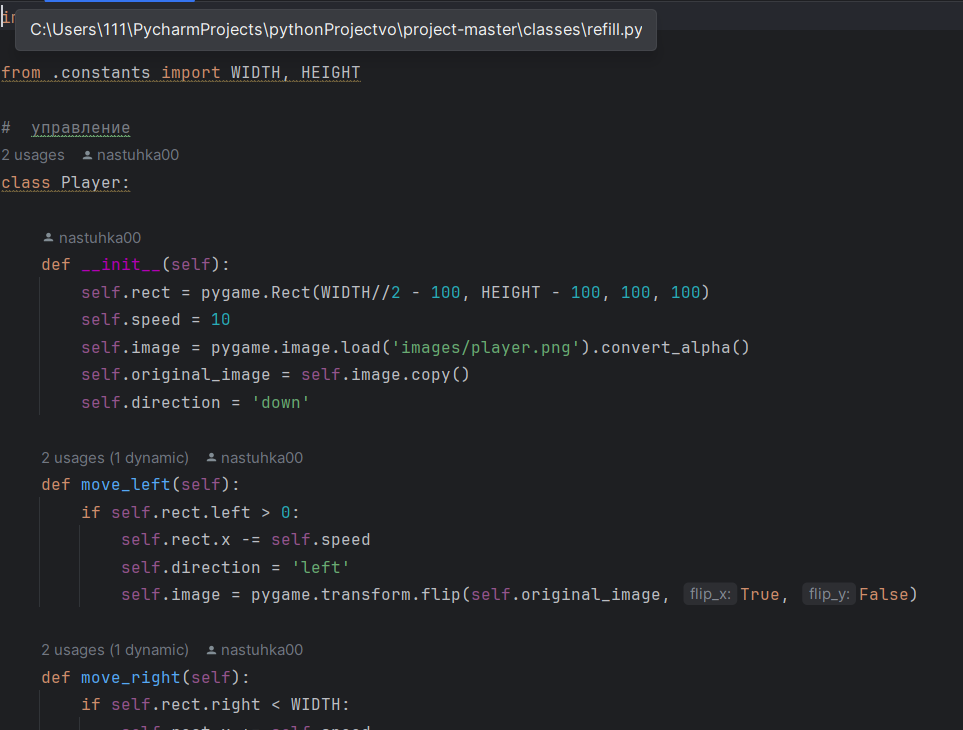 C:\Users\111\PycharmProjects\pythonProjectvo\project-master\classes\refill.py
from .constants import WIDTH, HEIGHT
#  управление
2 usages  nastuhka00
class Player:
nastuhka00
def __init__(self):
self.rect = pygame.Rect(WIDTH//2 - 100, HEIGHT - 100, 100, 100)
self.speed = 10
self.image = pygame.image.load('images/player.png').convert_alpha()
self.original_image = self.image.copy()
self.direction = 'down'
2 usages (1 dynamic)  nastuhka00
def move_left(self):
if self.rect.left > 0:
self.rect.x -= self.speed
self.direction = 'left'
self.image = pygame.transform.flip(self.original_image, flip_x: True, flip_y: False)
2 usages (1 dynamic)  nastuhka00
def move_right(self):
if self.rect.right < WIDTH: